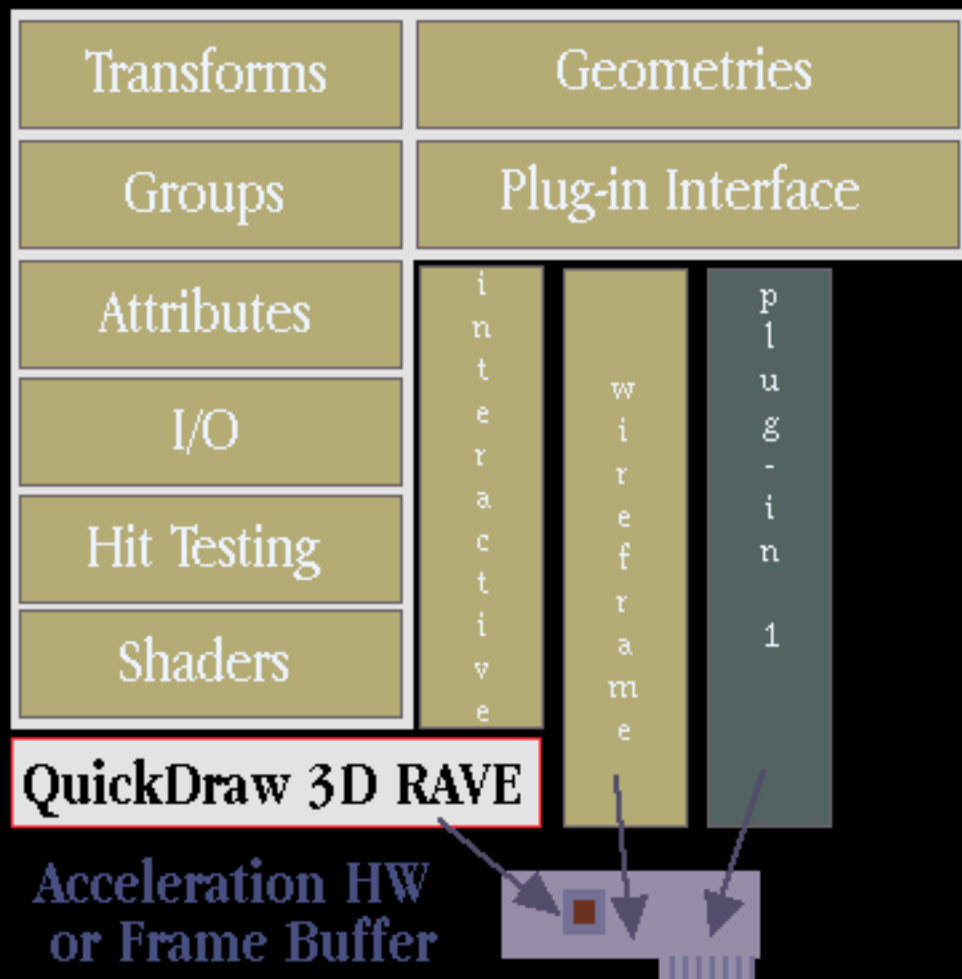 Transforms
Geometries
Groups
Plug-in Interface
Attributes
I/O
Hit Testing
Shaders
interactive
wireframe
plug-in 1
QuickDraw 3D RAVE
Acceleration HW
or Frame Buffer